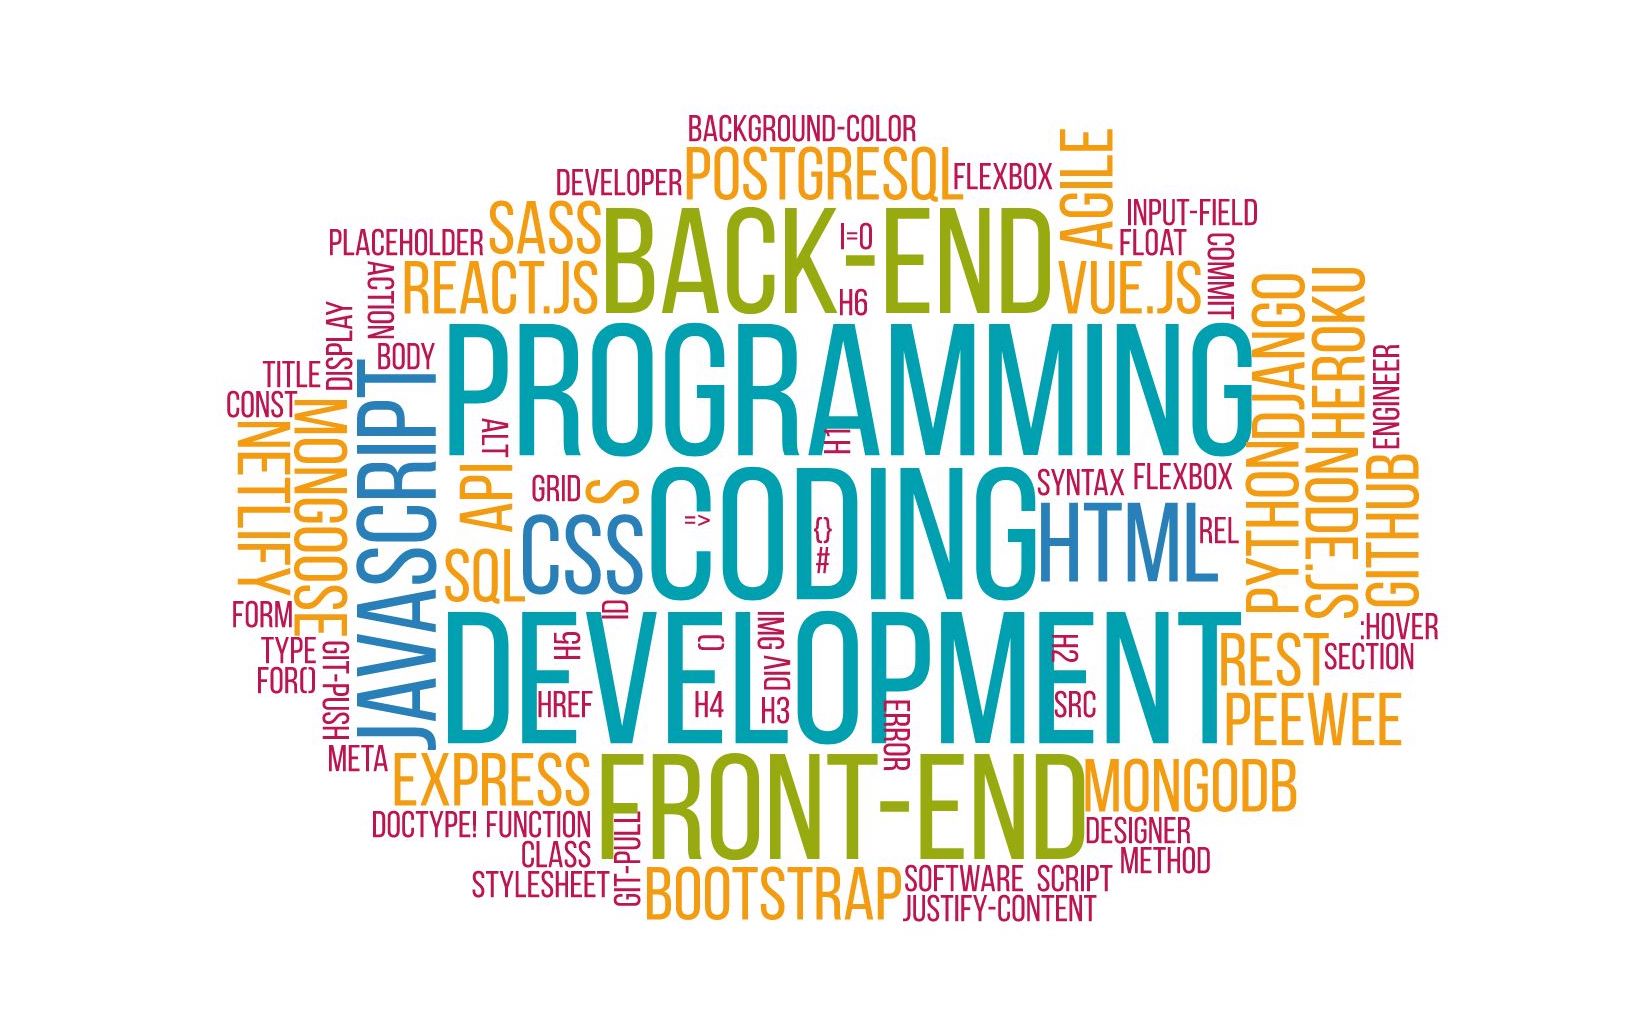 BACKGROUND-COLOR
POSTGRESQL
DEVELOPER
FLEXBOX
AGILE
SASS
BACK-END
I=0
H6
INPUT-FIELD
FLOAT
COMMIT
PLACEHOLDER
REACT.JS
VUE.JS
ACTION
DISPLAY
BODY
TITLE
CONST
PROGRAMMING
H1
ALT
DJANGO
HEROKU
ENGINEER
NETLIFY
MONGOOSE
JAVASCRIPT
API
GRID
S
CSS
SQL
CODING
=>
{}
#
SYNTAX
FLEXBOX
HTML
REL
PYTHON
NODE.JS
GITHUB
FORM
TYPE
FOR()
GIT-PUSH
ID
DEVELOPMENT
H5
HREF
()
H4
IMG
DIV
H3
ERROR
H2
SRC
REST
:HOVER
SECTION
PEEWEE
META
EXPRESS
FRONT-END
MONGODB
DOCTYPE!
FUNCTION
CLASS
STYLESHEET
GIT-PULL
BOOTSTRAP
SOFTWARE
SCRIPT
JUSTIFY-CONTENT
DESIGNER
METHOD